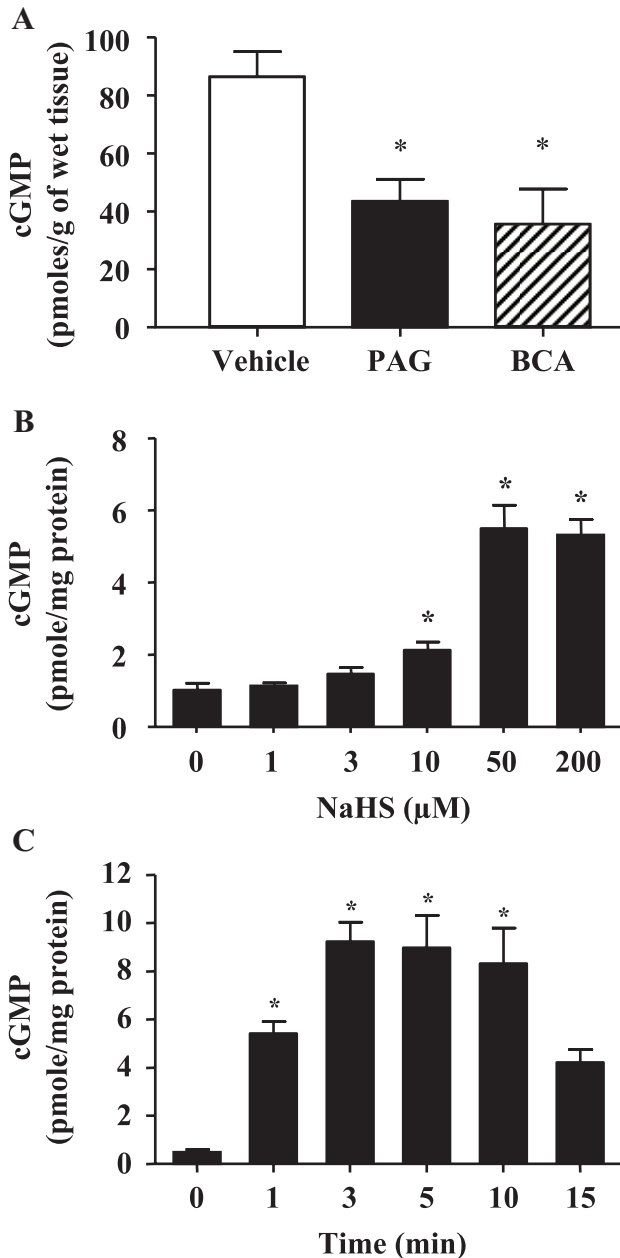 A
cGMP
(pmoles/g of wet tissue)
100
80
60
40
20
0
*
*
Vehicle PAG BCA
B
cGMP
(pmole/mg protein)
8
6
4
2
0
*
*
*
0 1 3 10 50 200
NaHS (µM)
C
cGMP
(pmole/mg protein)
12
10
8
6
4
2
0
*
*
*
*
0 1 3 5 10 15
Time (min)